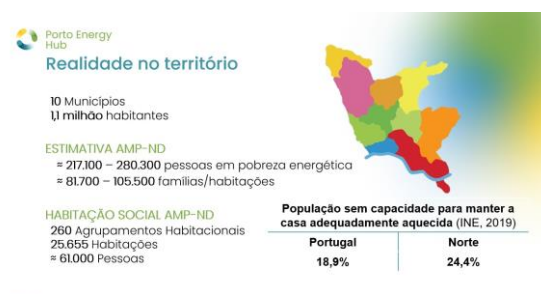 Porto Energy
Hub
Realidade no território
10 Municípios
1,1 milhão habitantes
ESTIMATIVA AMP-ND
≈ 217.100 – 280.300 pessoas em pobreza energética
≈ 81.700 – 105.500 famílias/habitações
HABITAÇÃO SOCIAL AMP-ND
260 Agrupamentos Habitacionais
25.655 Habitações
≈ 61.000 Pessoas
População sem capacidade para manter a
casa adequadamente aquecida (INE, 2019)
Portugal Norte
18,9% 24,4%